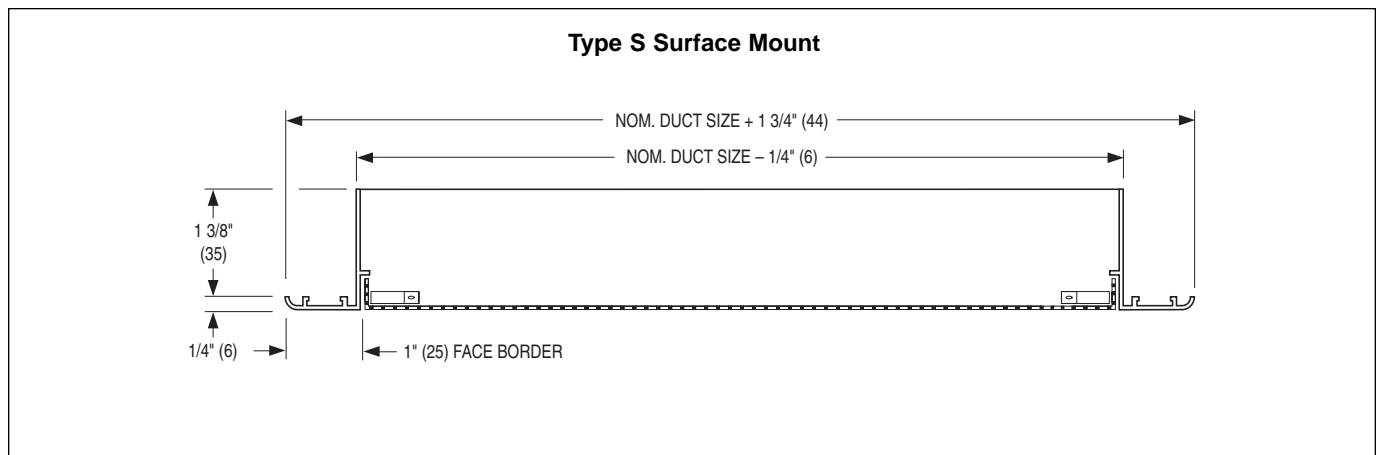 Type S Surface Mount
NOM. DUCT SIZE + 1 3/4" (44)
NOM. DUCT SIZE – 1/4" (6)
1 3/8"
(35)
1/4" (6)
1" (25) FACE BORDER